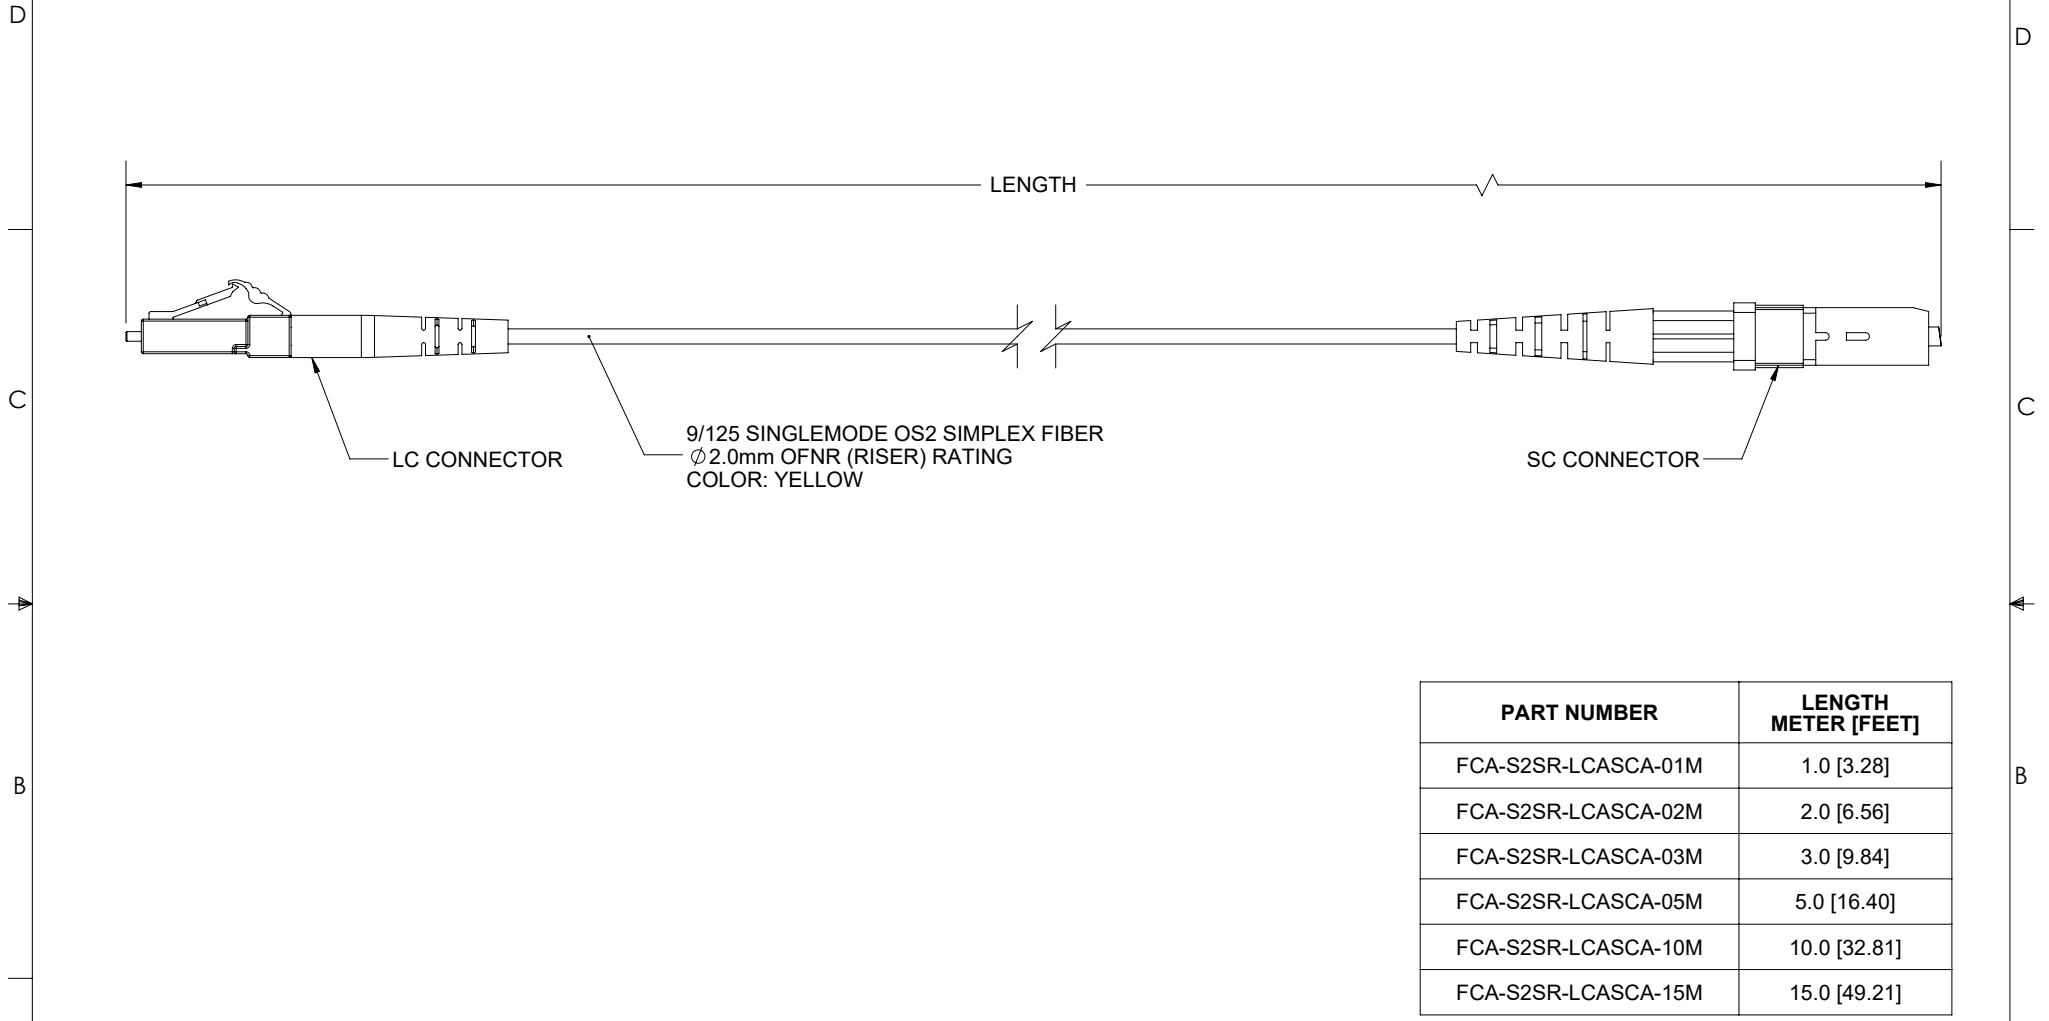 D
D
LENGTH
C
C
9/125 SINGLEMODE OS2 SIMPLEX FIBER
∅2.0mm OFNR (RISER) RATING
COLOR: YELLOW
LC CONNECTOR
SC CONNECTOR
PART NUMBER
LENGTH
METER [FEET]
FCA-S2SR-LCASCA-01M 1.0 [3.28]
B
B
FCA-S2SR-LCASCA-02M 2.0 [6.56]
FCA-S2SR-LCASCA-03M 3.0 [9.84]
FCA-S2SR-LCASCA-05M 5.0 [16.40]
FCA-S2SR-LCASCA-10M 10.0 [32.81]
FCA-S2SR-LCASCA-15M 15.0 [49.21]